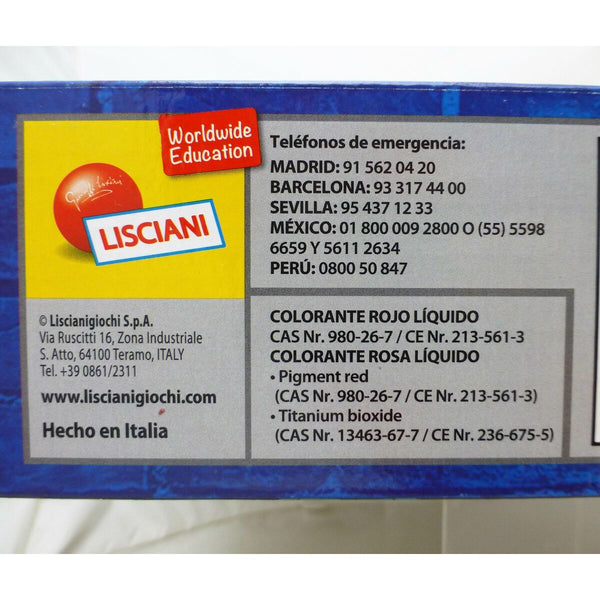 Worldwide
Education
LISCIANI
© Liscianigiochi S.p.A.
Via Ruscitti 16, Zona Industriale
S. Atto, 64100 Teramo, ITALY
Tel. +39 0861/2311
www.liscianigiochi.com
Hecho en Italia
Teléfonos de emergencia:
MADRID: 91 562 04 20
BARCELONA: 93 317 44 00
SEVILLA: 95 437 12 33
MÉXICO: 01 800 009 2800 O (55) 5598
6659 Y 5611 2634
PERÚ: 0800 50 847
COLORANTE ROJO LÍQUIDO
CAS Nr. 980-26-7 / CE Nr. 213-561-3
COLORANTE ROSA LÍQUIDO
• Pigment red
(CAS Nr. 980-26-7 / CE Nr. 213-561-3)
• Titanium bioxide
(CAS Nr. 13463-67-7 / CE Nr. 236-675-5)